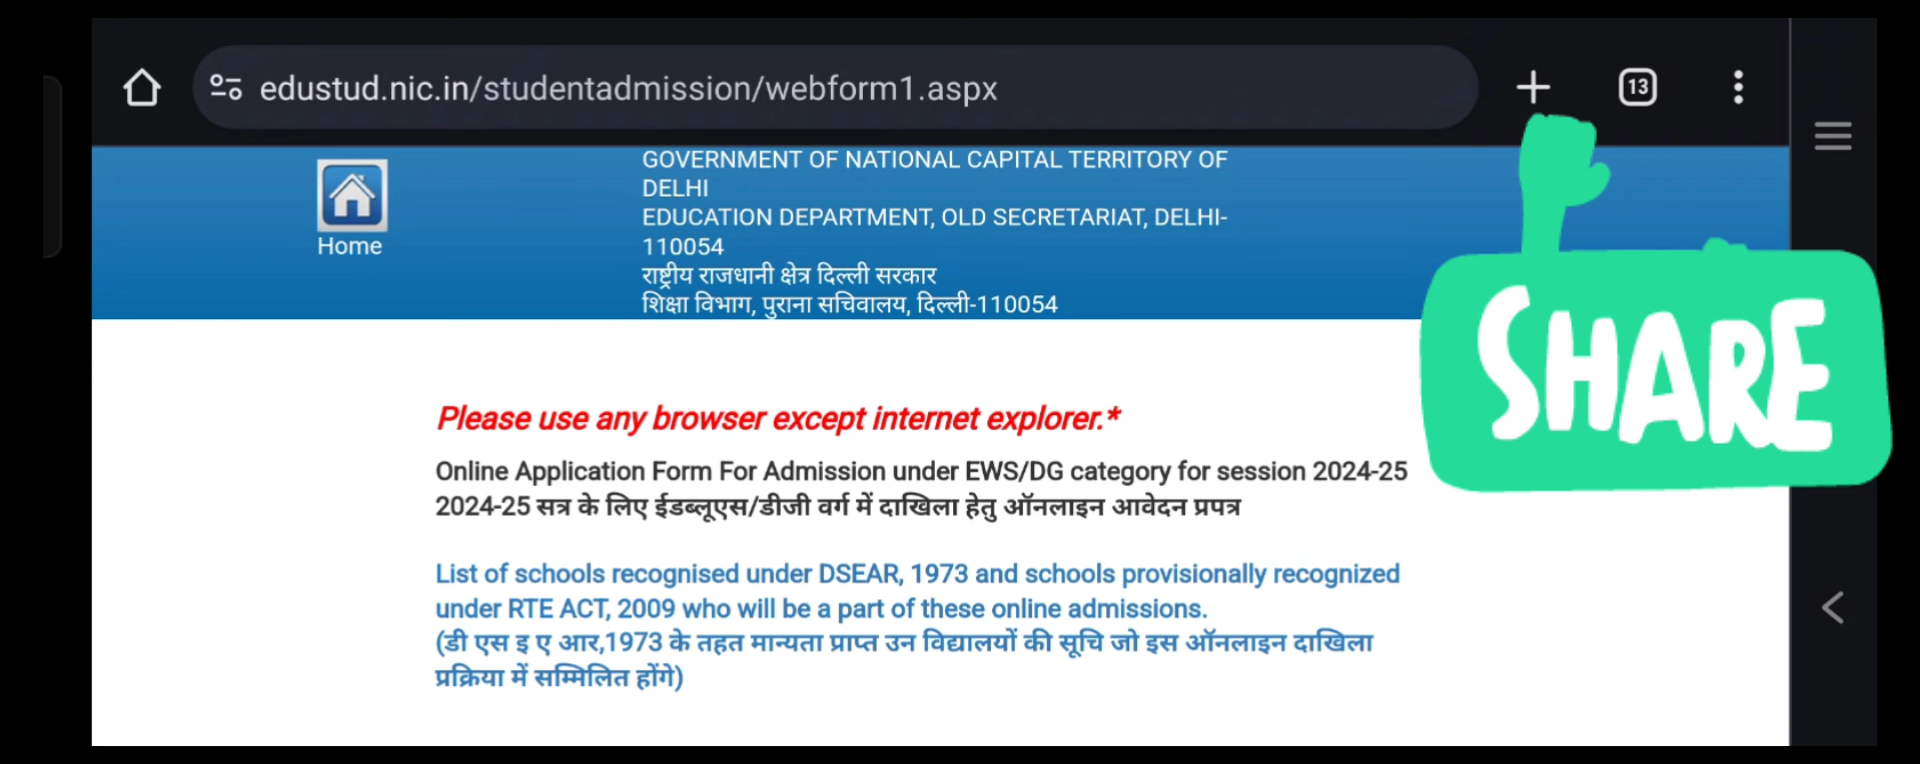 edustud.nic.in/studentadmission/webform1.aspx
13
Home
GOVERNMENT OF NATIONAL CAPITAL TERRITORY OF
DELHI
EDUCATION DEPARTMENT, OLD SECRETARIAT, DELHI-
110054
राष्ट्रीय राजधानी क्षेत्र दिल्ली सरकार
शिक्षा विभाग, पुराना सचिवालय, दिल्ली-110054
SHARE
Please use any browser except internet explorer.*
Online Application Form For Admission under EWS/DG category for session 2024-25
2024-25 सत्र के लिए ईडब्लूएस/डीजी वर्ग में दाखिला हेतु ऑनलाइन आवेदन प्रपत्र
List of schools recognised under DSEAR, 1973 and schools provisionally recognized
under RTE ACT, 2009 who will be a part of these online admissions.
(डी एस इ ए आर,1973 के तहत मान्यता प्राप्त उन विद्यालयों की सूचि जो इस ऑनलाइन दाखिला
प्रक्रिया में सम्मिलित होंगे)